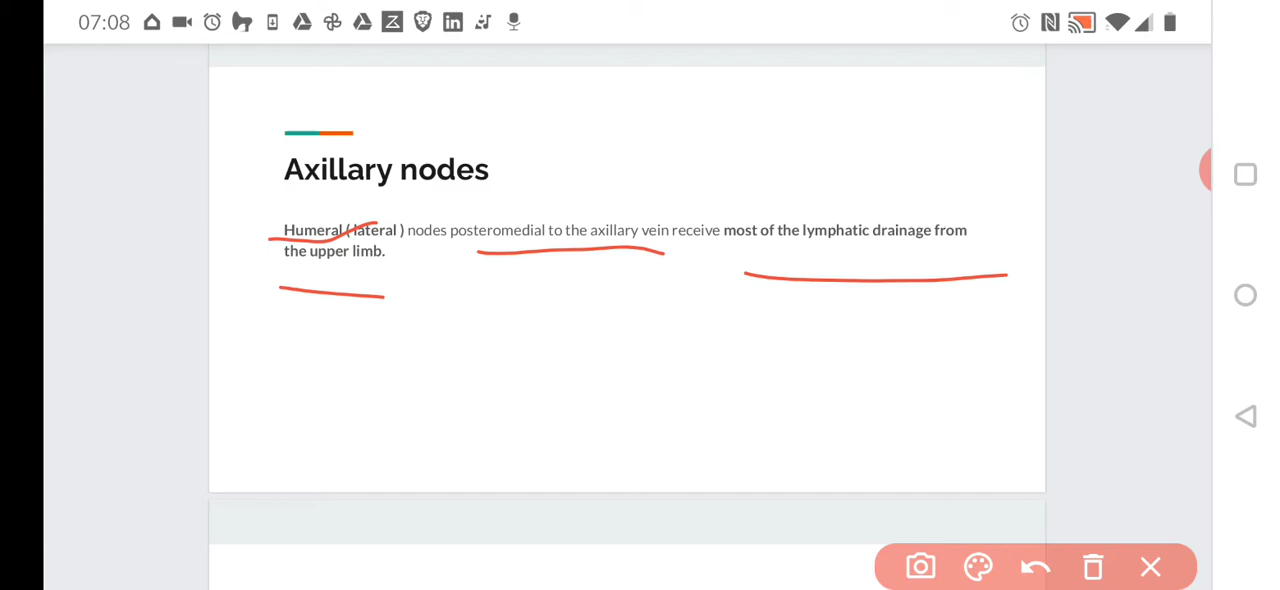 07:08
Axillary nodes
Humeral ( lateral ) nodes posteromedial to the axillary vein receive most of the lymphatic drainage from
the upper limb.